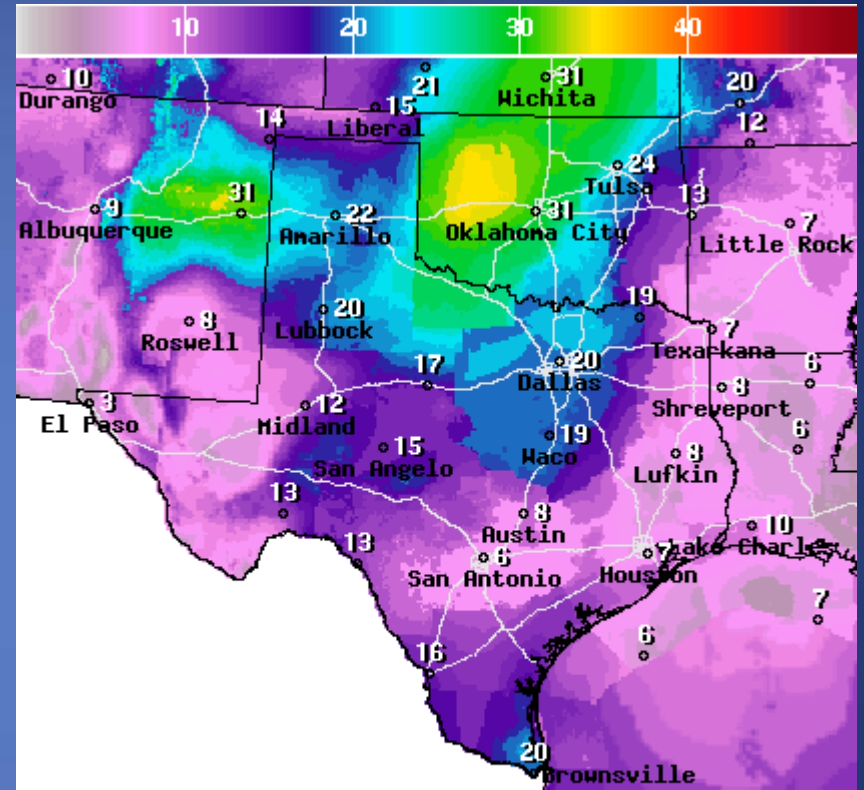 10 20 30 40
10 21 31 20
Durango Wichita
15
Liberal
14 12
24
Tulsa
9 31 22 31 13 7
Albuquerque Amarillo Oklahoma City Little Rock
8 20 19
Roswell Lubbock 7
Texarkana
17 20
Dallas 8 6
3 12 Shreveport
El Paso Midland
15 19 6
San Angelo Waco 8
Lufkin
13 8 10
Austin Lake Charles
13 6 7
San Antonio Houston
7
6
16
20
Brownsville